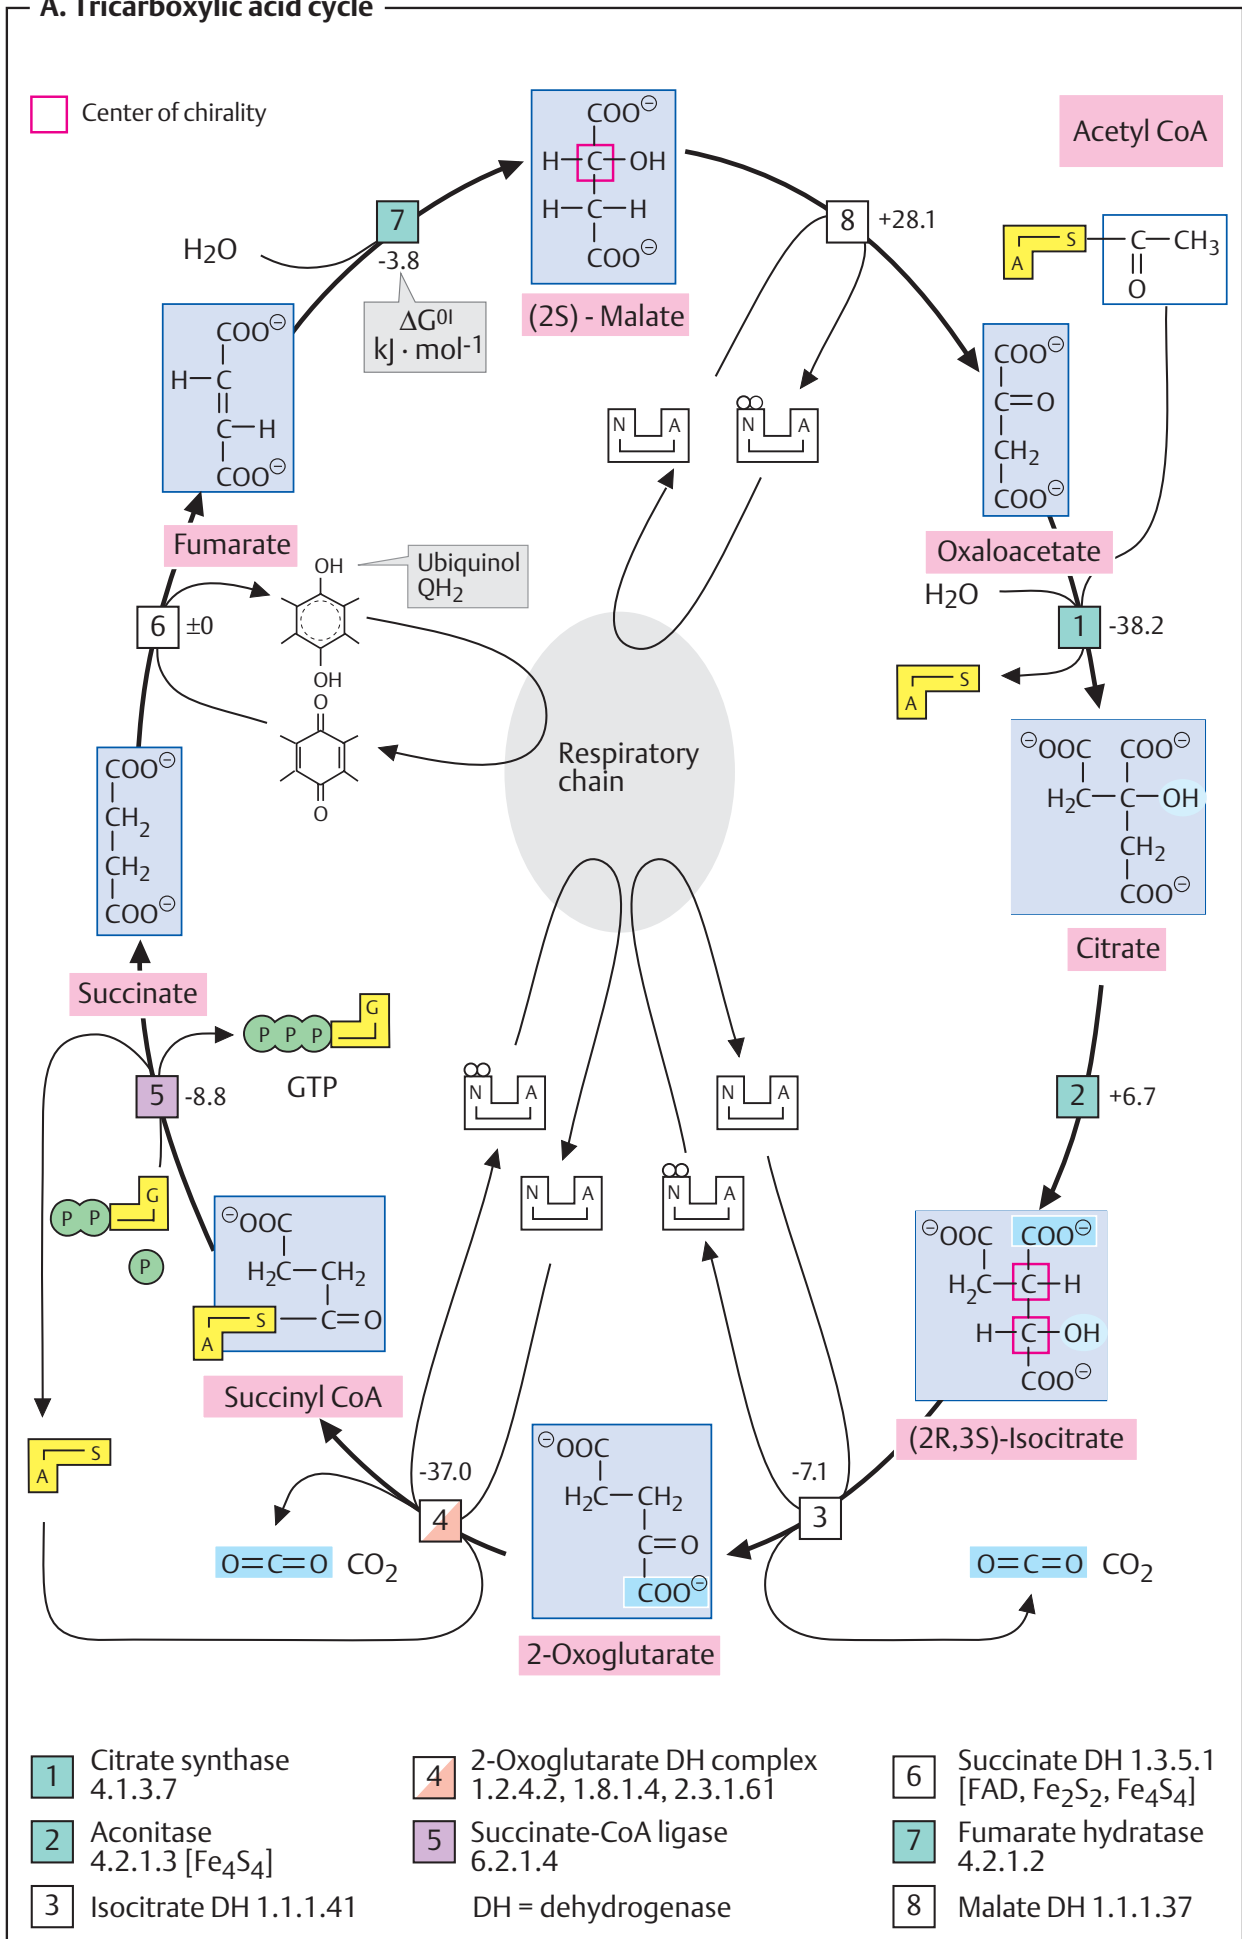 A. Tricarboxylic acid cycle
Center of chirality
COO⊖
H–C–OH
H–C–H
COO⊖
(2S) - Malate
Acetyl CoA
A S
C–CH3
O
8 +28.1
7
H2O
-3.8
ΔG0I
kJ · mol-1
COO⊖
H–C
C–H
COO⊖
Fumarate
N A
N A
COO⊖
C=O
CH2
COO⊖
Oxaloacetate
H2O
1 -38.2
A S
OH
Ubiquinol
QH2
6 ±0
OH
O
O
Respiratory
chain
COO⊖
CH2
CH2
COO⊖
Succinate
⊖OOC COO⊖
H2C–C–OH
CH2
COO⊖
Citrate
2 +6.7
P P P G
GTP
5 -8.8
P P G
P
N A
N A
N A
N A
⊖OOC
H2C–CH2
A S C=O
Succinyl CoA
⊖OOC COO⊖
H2C–C–H
H–C–OH
COO⊖
(2R,3S)-Isocitrate
A S
-37.0
4
O=C=O CO2
⊖OOC
H2C–CH2
C=O
COO⊖
2-Oxoglutarate
-7.1
3
O=C=O CO2
1 Citrate synthase
4.1.3.7
2 Aconitase
4.2.1.3 [Fe4S4]
3 Isocitrate DH 1.1.1.41
4 2-Oxoglutarate DH complex
1.2.4.2, 1.8.1.4, 2.3.1.61
5 Succinate-CoA ligase
6.2.1.4
DH = dehydrogenase
6 Succinate DH 1.3.5.1
[FAD, Fe2S2, Fe4S4]
7 Fumarate hydratase
4.2.1.2
8 Malate DH 1.1.1.37